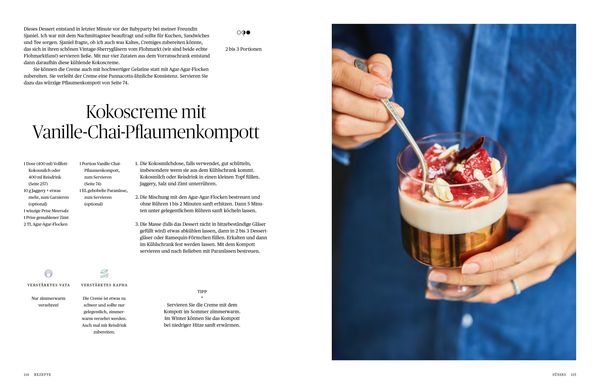 Dieses Dessert entstand in letzter Minute vor der Babyparty bei meiner Freundin
Sjaniel. Ich war mit dem Nachmittagstee beauftragt und sollte für Kuchen, Sandwiches
und Tee sorgen. Sjaniel fragte, ob ich auch was Kaltes, Cremiges zubereiten könnte,
das sich in ihren schönen Vintage-Sherrygläsern vom Flohmarkt (wir sind beide echte
Flohmarktfans) servieren ließe. Mit nur vier Zutaten aus dem Vorratsschrank entstand
dann daraufhin diese kühlende Kokoscreme.
Sie können die Creme auch mit hochwertiger Gelatine statt mit Agar-Agar-Flocken
zubereiten. Sie verleiht der Creme eine Pannacotta-ähnliche Konsistenz. Servieren Sie
dazu das würzige Pflaumenkompott von Seite 74.
2 bis 3 Portionen
Kokoscreme mit
Vanille-Chai-Pflaumenkompott
1 Dose (400 ml) Vollfett-
Kokosmilch oder
400 ml Reisdrink
(Seite 257)
10 g Jaggery + etwas
mehr, zum Garnieren
(optional)
1 winzige Prise Meersalz
1 Prise gemahlener Zimt
2 TL Agar-Agar-Flocken
1 Portion Vanille-Chai-
Pflaumenkompott,
zum Servieren
(Seite 74)
1 EL gehobelte Paranüsse,
zum Servieren
(optional)
1. Die Kokosmilchdose, falls verwendet, gut schütteln,
insbesondere wenn sie aus dem Kühlschrank kommt.
Kokosmilch oder Reisdrink in einen kleinen Topf füllen.
Jaggery, Salz und Zimt unterrühren.
2. Die Mischung mit den Agar-Agar-Flocken bestreuen und
ohne Rühren 1 bis 2 Minuten sanft erhitzen. Dann 5 Minu-
ten unter gelegentlichem Rühren sanft köcheln lassen.
3. Die Masse (falls das Dessert nicht in hitzebeständige Gläser
gefüllt wird) etwas abkühlen lassen, dann in 2 bis 3 Dessert-
gläser oder Ramequin-Förmchen füllen. Erkalten und dann
im Kühlschrank fest werden lassen. Mit dem Kompott
servieren und nach Belieben mit Paranüssen bestreuen.
VERSTÄRKTES VATA
Nur zimmerwarm
verzehren!
VERSTÄRKTES KAPHA
Die Creme ist etwas zu
schwer und sollte nur
gelegentlich, zimmer-
warm verzehrt werden.
Auch mal mit Reisdrink
zubereiten.
TIPP
Servieren Sie die Creme mit dem
Kompott im Sommer zimmerwarm.
Im Winter können Sie das Kompott
bei niedriger Hitze sanft erwärmen.
REZEPTE
SÜSSES